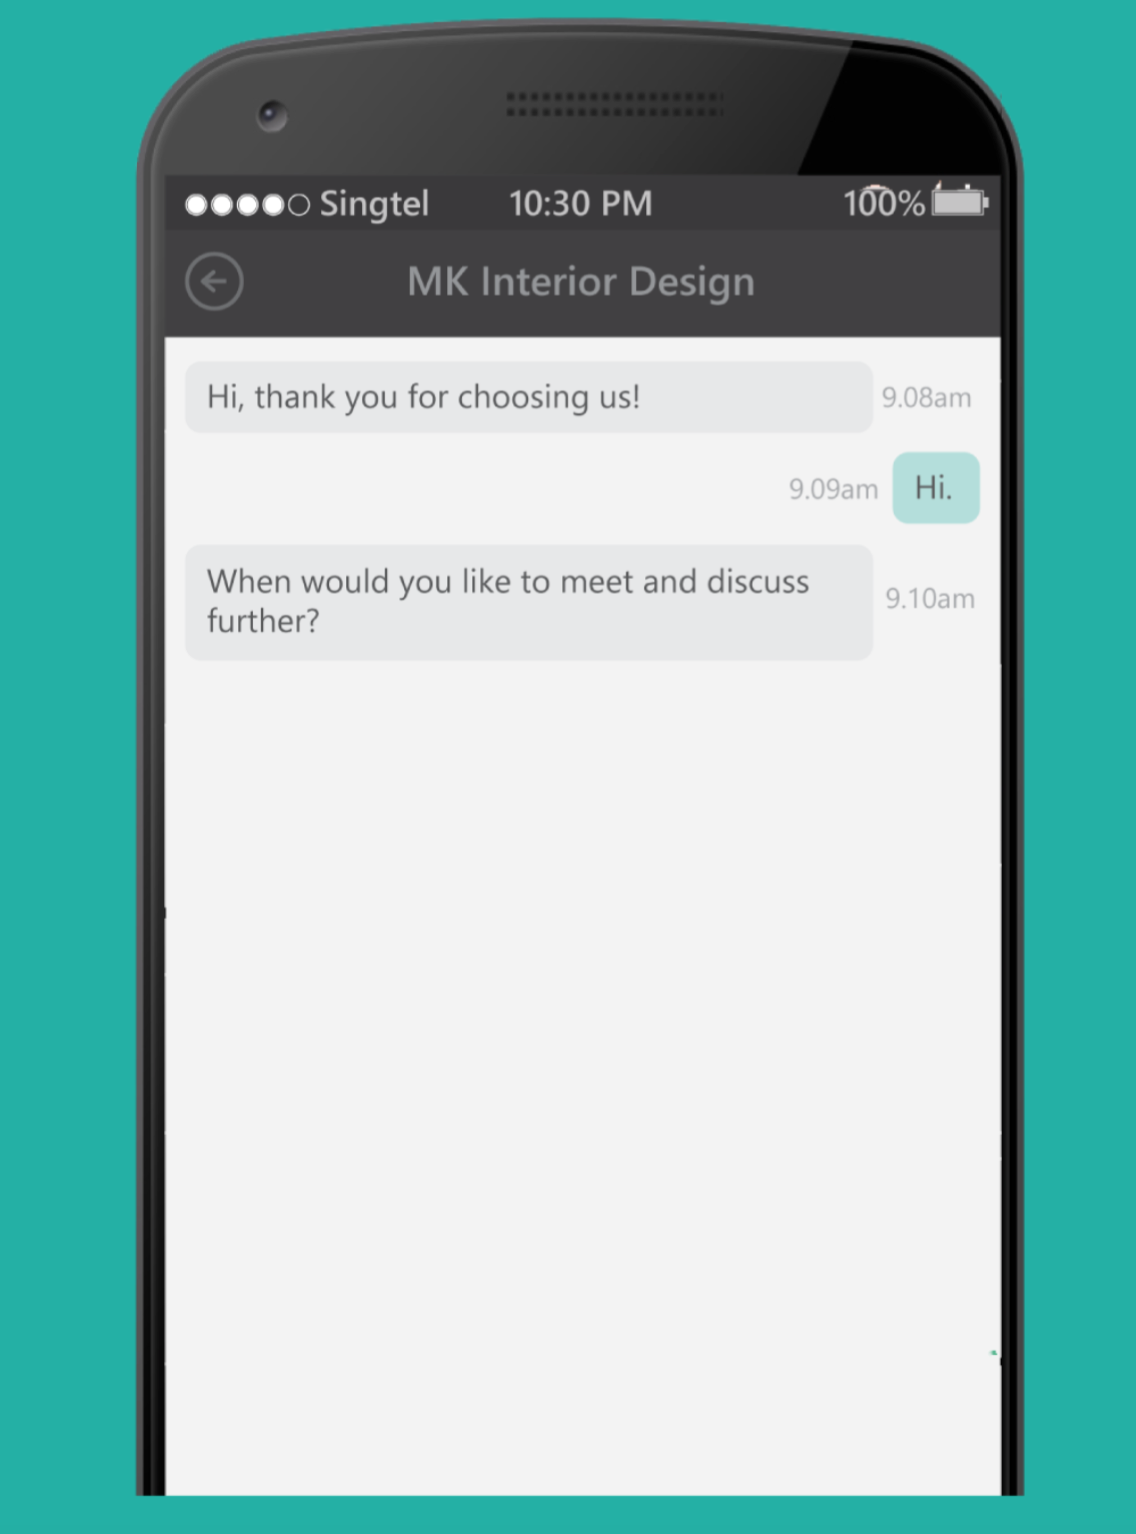 Singtel 10:30 PM 100%
MK Interior Design
Hi, thank you for choosing us! 9.08am
9.09am Hi.
When would you like to meet and discuss
further?
9.10am